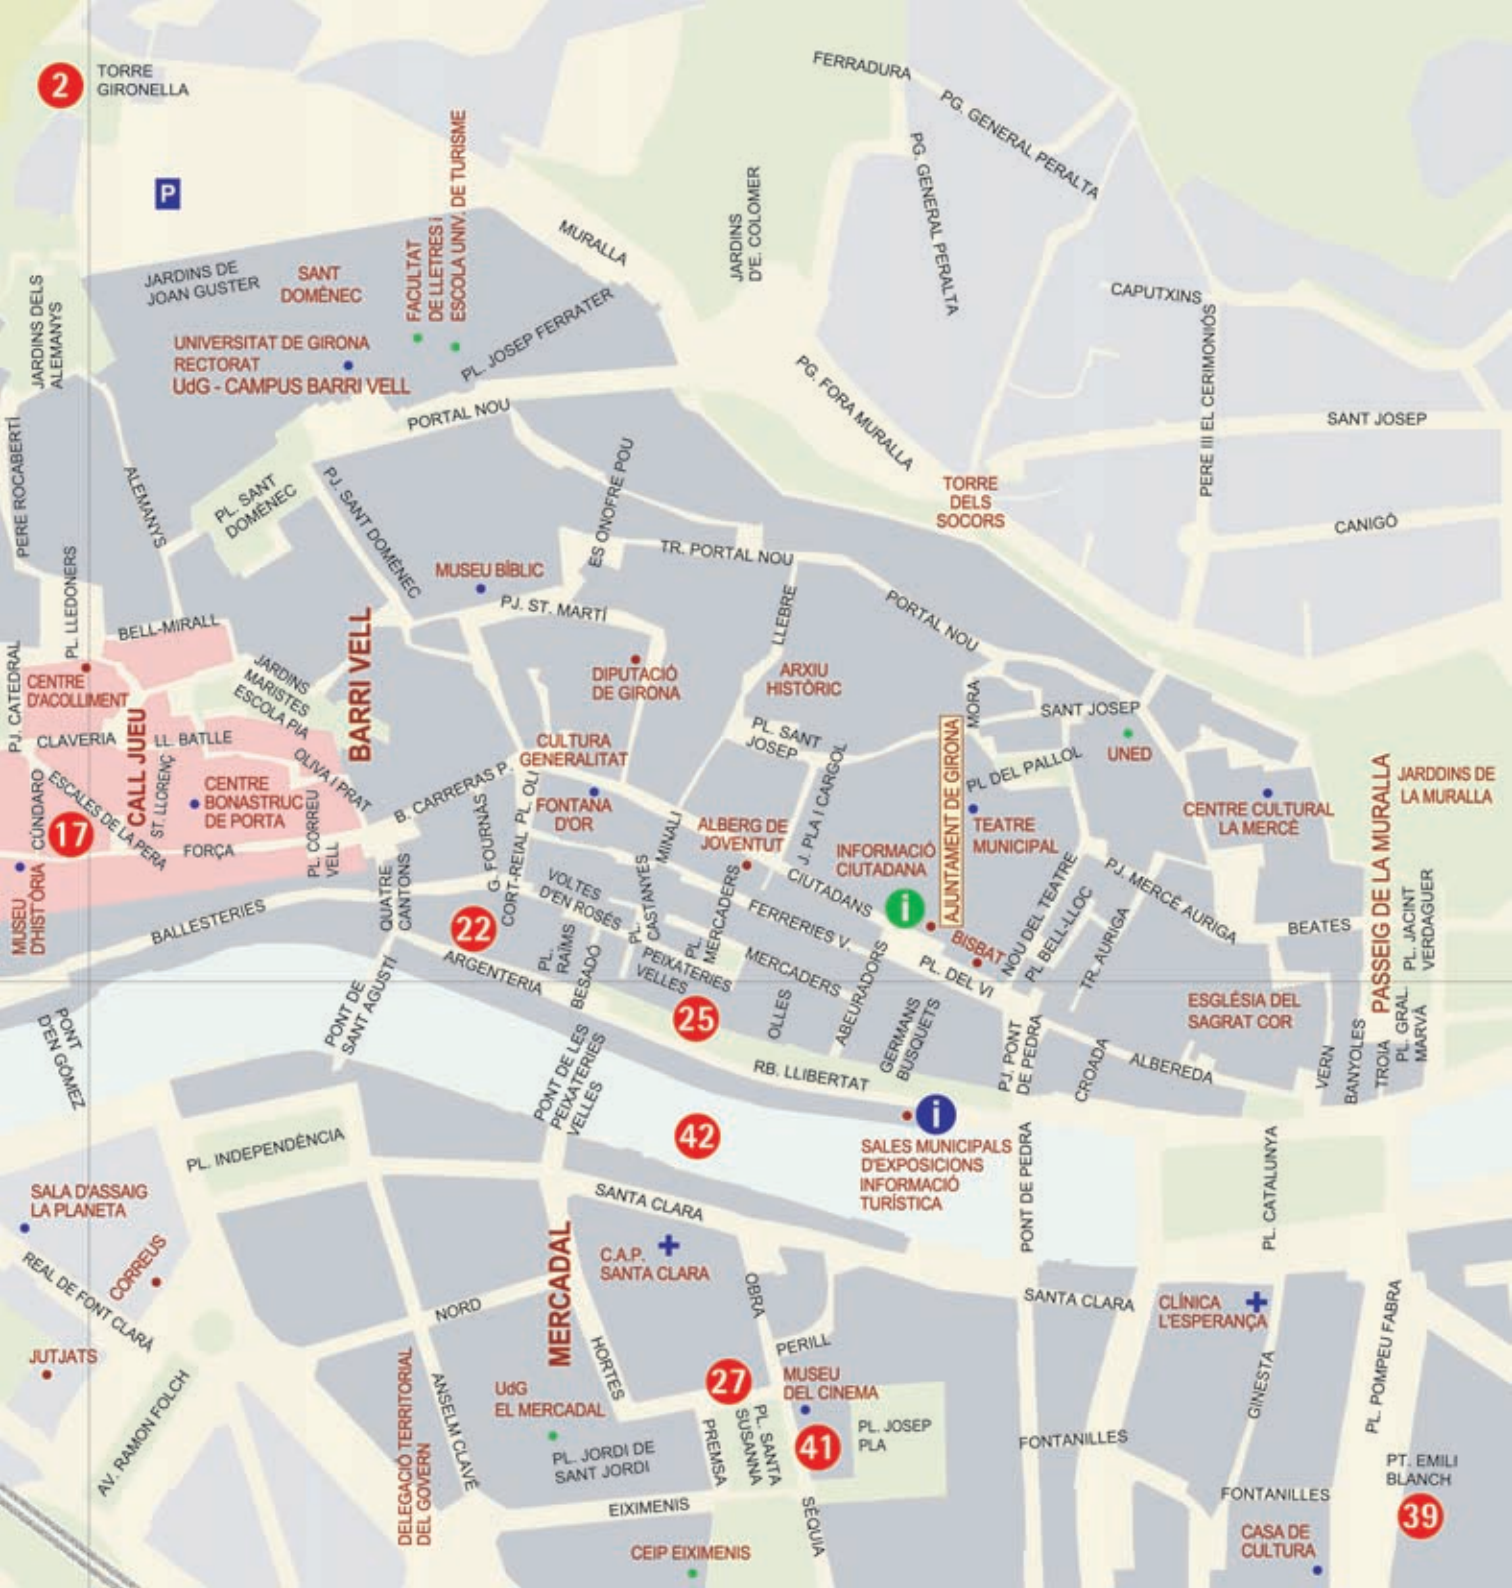 2
TORRE
GIRONELLA
P
FERRADURA
PG. GENERAL PERALTA
PG. GENERAL PERALTA
FACULTAT
DE LLETRES i
ESCOLA UNIV. DE TURISME
MURALLA
JARDINS
D'E. COLOMER
JARDINS DE
JOAN GUSTER
SANT
DOMÈNEC
JARDINS DELS
ALEMANYS
UNIVERSITAT DE GIRONA
RECTORAT
UdG - CAMPUS BARRI VELL
PL. JOSEP FERRATER
PORTAL NOU
CAPUTXINS
PERE III EL CERIMONIÓS
PG. FORA MURALLA
SANT JOSEP
CANIGÓ
TORRE
DELS
SOCORS
PERE ROCABERTÍ
ALEMANYS
PL. SANT
DOMÈNEC
PJ. SANT DOMÈNEC
ES ONOFRE POU
TR. PORTAL NOU
MUSEU BÍBLIC
PJ. ST. MARTÍ
LLEBRE
PORTAL NOU
PL. LLEDONERS
BELL-MIRALL
PJ. CATEDRAL
CENTRE
D'ACOLLIMENT
JARDINS
MARISTES
ESCOLA PIA
BARRI VELL
DIPUTACIÓ
DE GIRONA
ARXIU
HISTÒRIC
MORA
SANT JOSEP
UNED
CLAVERIA
CALL JUEU
LL. BATLLE
OLIVA I PRAT
CULTURA
GENERALITAT
PL. SANT
JOSEP
J. PLA I CARGOL
AJUNTAMENT DE GIRONA
PL DEL PALLOL
CÚNDARO
ESCALES DE LA PERA
17
ST. LLORENÇ
CENTRE
BONASTRUC
DE PORTA
PL. CORREU
VELL
B. CARRERAS P.
G. FOURNÀS
PL. OLI
CORT-REIAL
FONTANA
D'OR
MINALI
ALBERG DE
JOVENTUT
INFORMACIÓ
CIUTADANA
TEATRE
MUNICIPAL
CENTRE CULTURAL
LA MERCÈ
PASSEIG DE LA MURALLA
JARDDINS DE
LA MURALLA
FORÇA
MUSEU
D'HISTÒRIA
QUATRE
CANTONS
VOLTES
D'EN ROSÉS
PL.
CASTANYES
PL.
MERCADERS
CIUTADANS
i
NOU DEL TEATRE
PL BELL-LLOC
TR. AURIGA
PJ. MERCÈ AURIGA
BEATES
PL. JACINT
VERDAGUER
BALLESTERIES
22
ARGENTERIA
PL.
RAÏMS
BESADÓ
PEIXATERIES
VELLES
FERRERIES V.
MERCADERS
BISBAT
PL. DEL VI
25
OLLES
ABEURADORS
GERMANS
BUSQUETS
PJ. PONT
DE PEDRA
CROADA
ALBEREDA
ESGLÉSIA DEL
SAGRAT COR
VERN
BANYOLES
TROIA
PL. GRAL.
MARVÀ
PONT
D'EN GÓMEZ
PONT DE
SANT AGUSTÍ
PONT DE LES
PEIXATERIES
VELLES
RB. LLIBERTAT
42
i
SALES MUNICIPALS
D'EXPOSICIONS
INFORMACIÓ
TURÍSTICA
PONT DE PEDRA
PL. CATALUNYA
PL. INDEPENDÈNCIA
SALA D'ASSAIG
LA PLANETA
CORREUS
REAL DE FONT CLARA
JUTJATS
SANTA CLARA
MERCADAL
C.A.P.
SANTA CLARA
OBRA
SANTA CLARA
CLÍNICA
L'ESPERANÇA
PL. POMPEU FABRA
NORD
HORTES
PERILL
MUSEU
DEL CINEMA
27
41
PL. JOSEP
PLA
GINESTA
AV. RAMON FOLCH
DELEGACIÓ TERRITORIAL
DEL GOVERN
ANSELM CLAVÉ
UdG
EL MERCADAL
PL. JORDI DE
SANT JORDI
PREMSA
PL. SANTA
SUSANNA
FONTANILLES
EIXIMENIS
SÈQUIA
FONTANILLES
PT. EMILI
BLANCH
39
CEIP EIXIMENIS
CASA DE
CULTURA